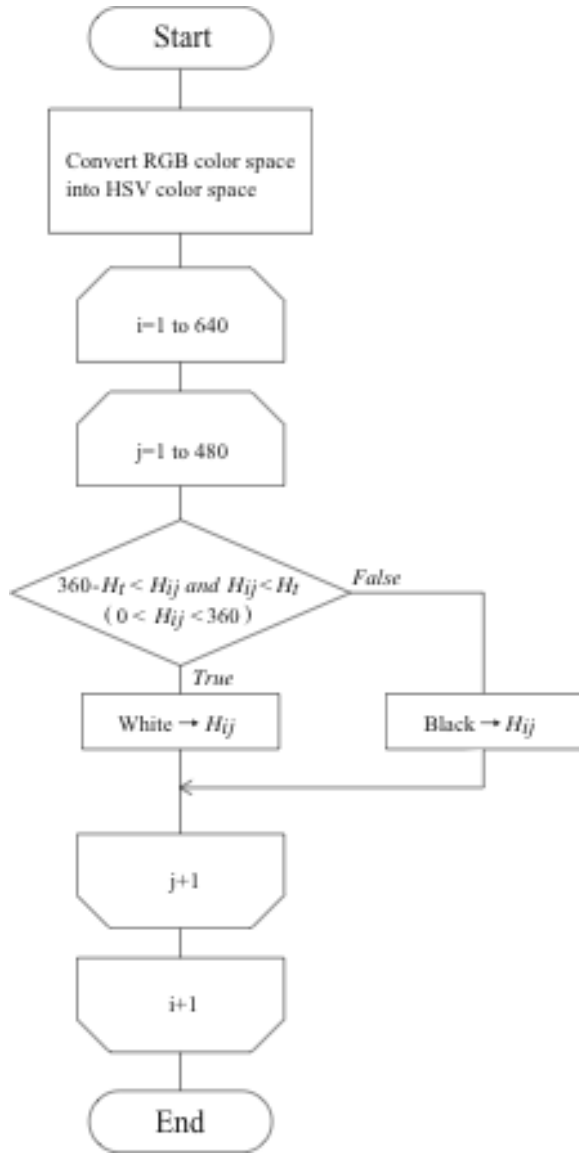 Start
Convert RGB color space
into HSV color space
i=1 to 640
j=1 to 480
360-Ht < Hij and Hij < Ht
( 0 < Hij < 360 )
False
True
White → Hij
Black → Hij
j+1
i+1
End